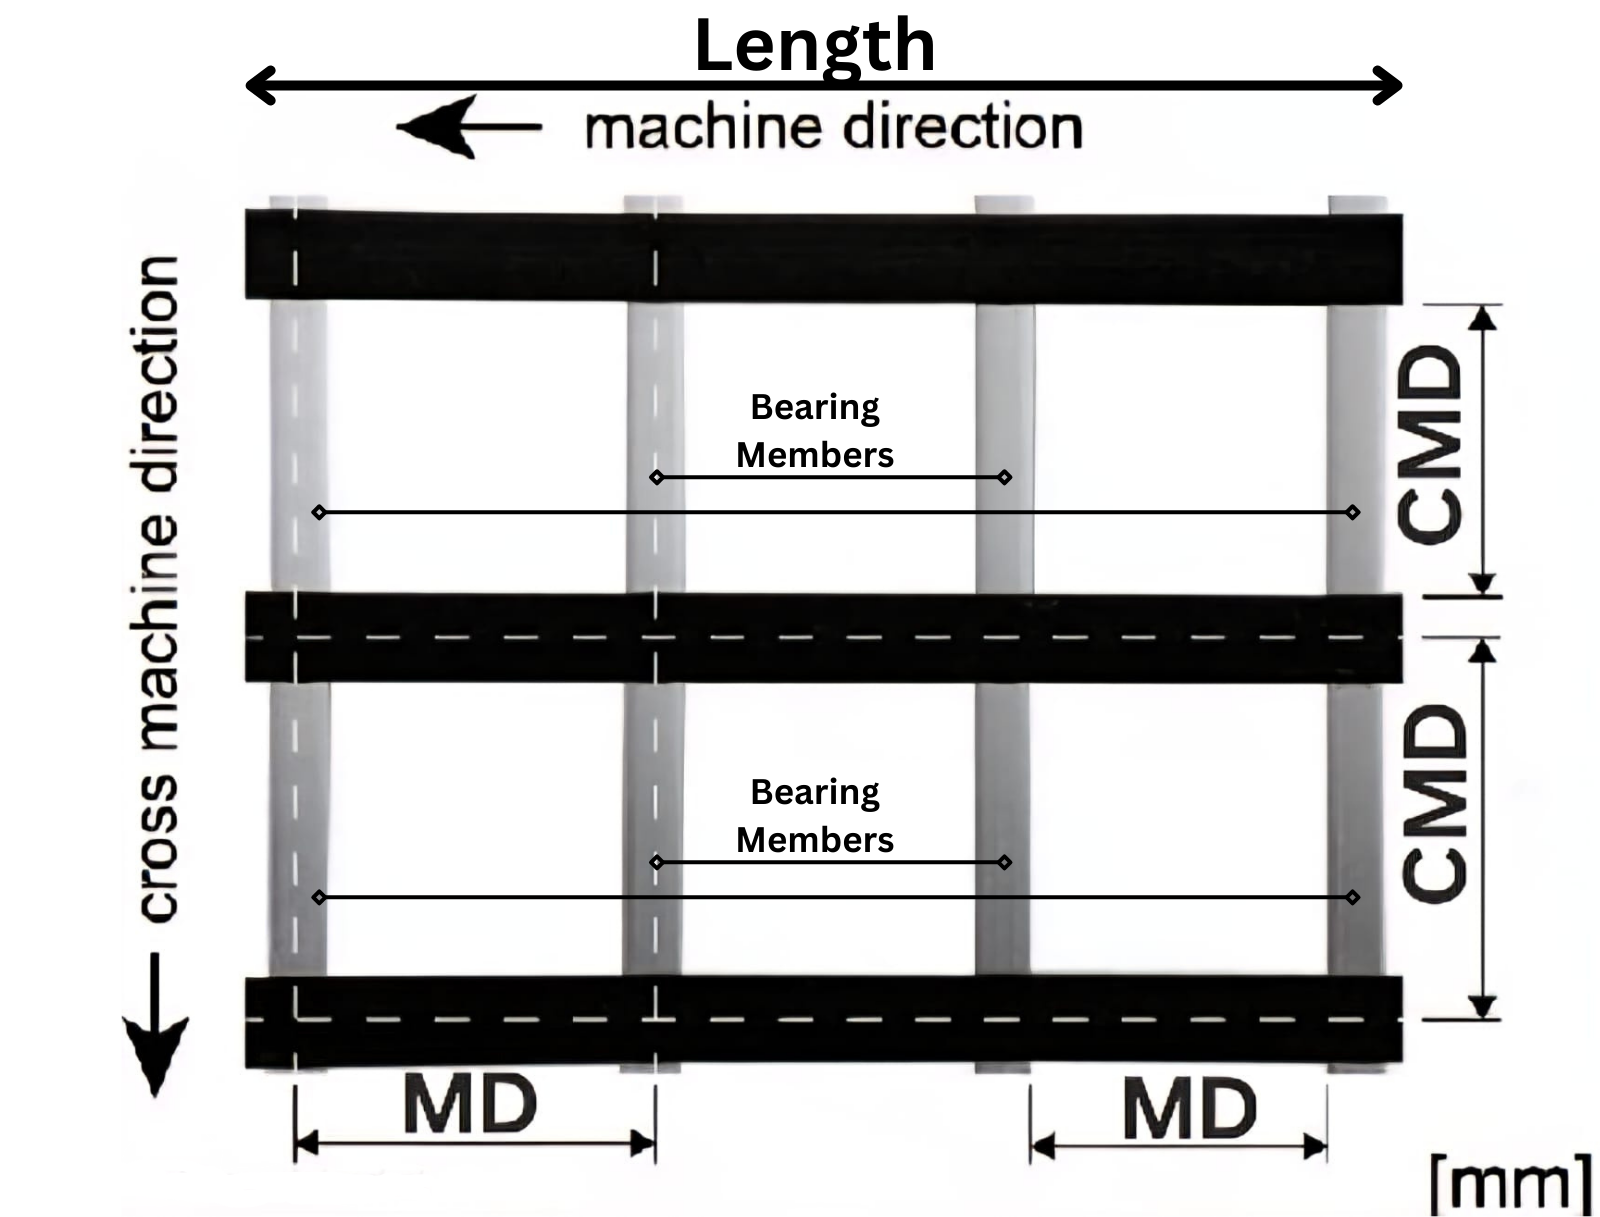 Length
machine direction
cross machine direction
Bearing
Members
CMD
Bearing
Members
CMD
MD
MD
[mm]